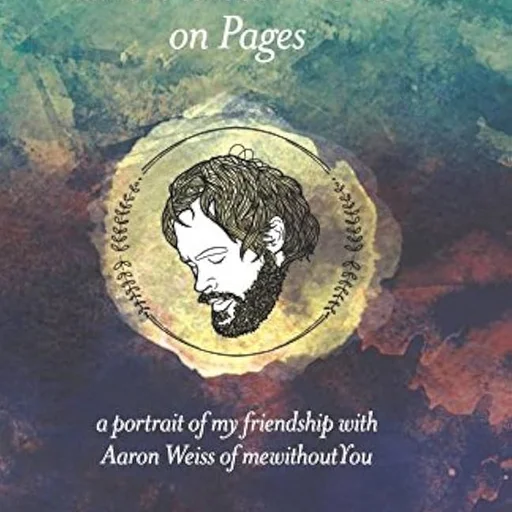 on Pages
a portrait of my friendship with
Aaron Weiss of mewithoutYou